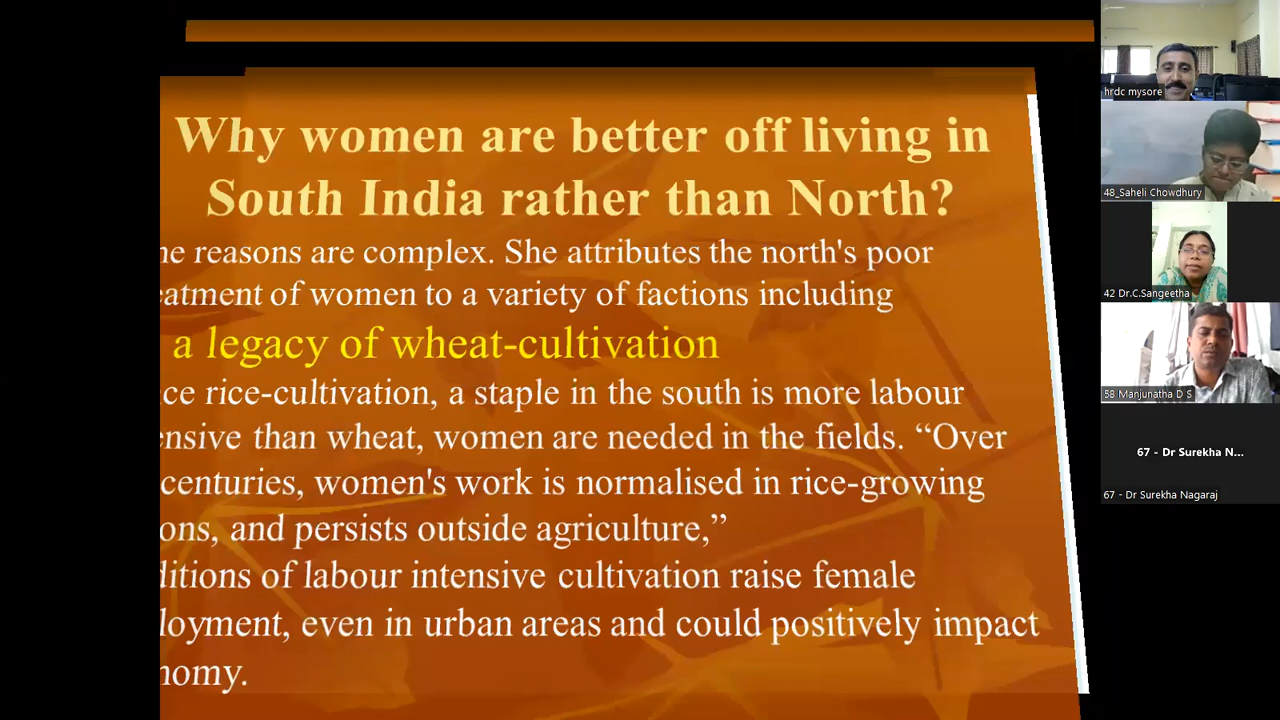 Why women are better off living in
South India rather than North?
he reasons are complex. She attributes the north's poor
eatment of women to a variety of factions including
a legacy of wheat-cultivation
ce rice-cultivation, a staple in the south is more labour
ensive than wheat, women are needed in the fields. “Over
centuries, women's work is normalised in rice-growing
ons, and persists outside agriculture,”
ditions of labour intensive cultivation raise female
loyment, even in urban areas and could positively impact
nomy.
hrdc mysore
48_Saheli Chowdhury
42 Dr.C.Sangeetha
58 Manjunatha D S
67 - Dr Surekha N...
67 - Dr Surekha Nagaraj